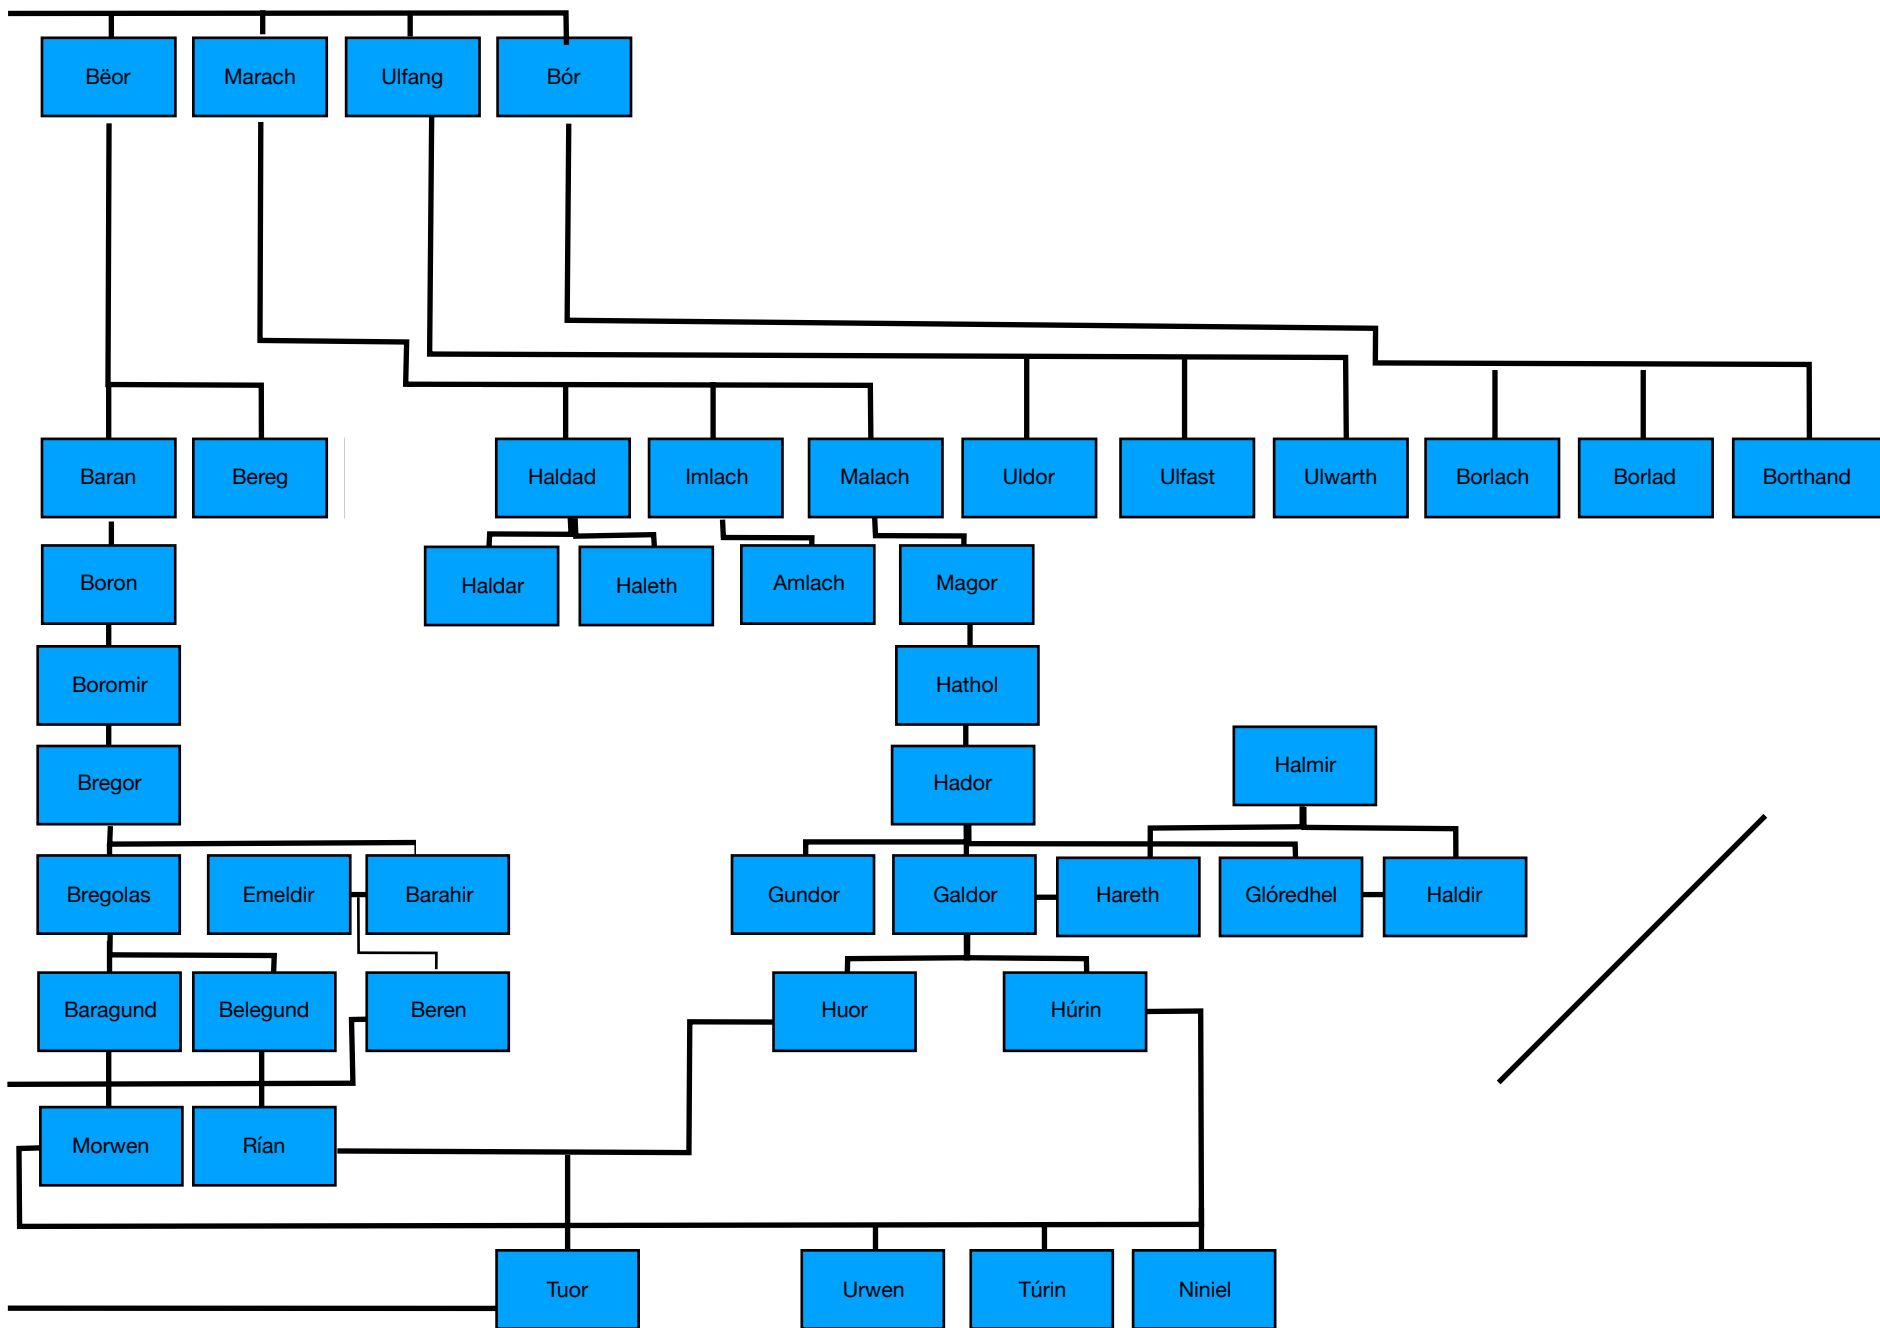 Bëor
Marach
Ulfang
Bór
Baran
Bereg
Haldad
Imlach
Malach
Uldor
Ulfast
Ulwarth
Borlach
Borlad
Borthand
Boron
Haldar
Haleth
Amlach
Magor
Boromir
Hathol
Bregor
Hador
Halmir
Bregolas
Emeldir
Barahir
Gundor
Galdor
Hareth
Glóredhel
Haldir
Baragund
Belegund
Beren
Huor
Húrin
Morwen
Rían
Tuor
Urwen
Túrin
Niniel